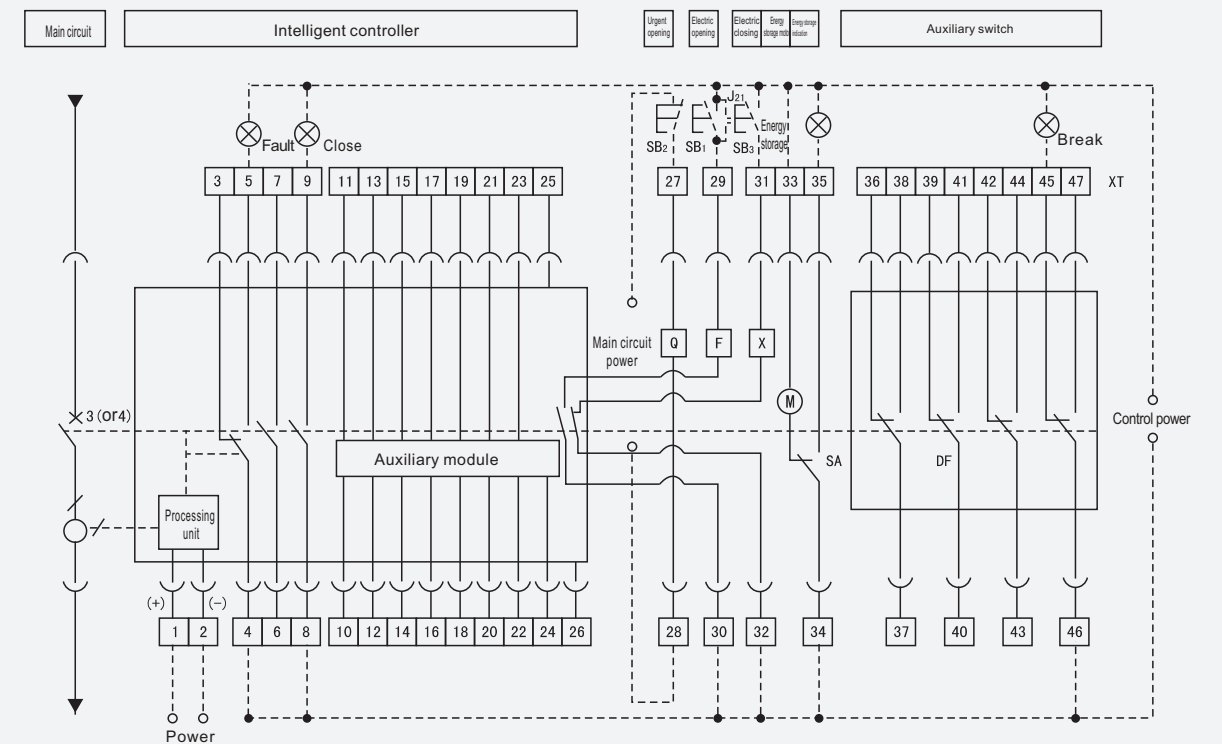 Main circuit
Intelligent controller
Urgent
opening
Electric
opening
Electric
closing
Energy
storage motor
Energy storage
indication
Auxiliary switch
Fault
Close
SB2
SB1
J21
SB3
Energy
storage
Break
3 5 7 9 11 13 15 17 19 21 23 25 27 29 31 33 35 36 38 39 41 42 44 45 47 XT
Main circuit
power
Q F X
3 (or4)
M
Control power
Auxiliary module
SA
DF
Processing
unit
(+) (−)
1 2 4 6 8 10 12 14 16 18 20 22 24 26 28 30 32 34 37 40 43 46
Power